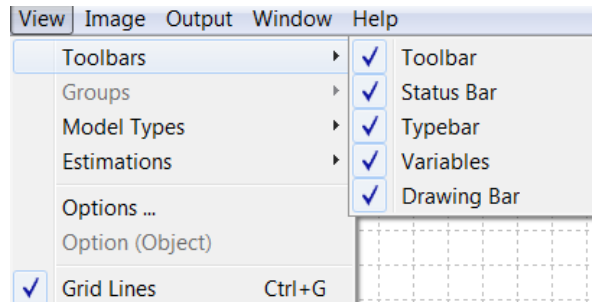 View Image Output Window Help
Toolbars
Groups
Model Types
Estimations
Options ...
Option (Object)
Grid Lines Ctrl+G
Toolbar
Status Bar
Typebar
Variables
Drawing Bar